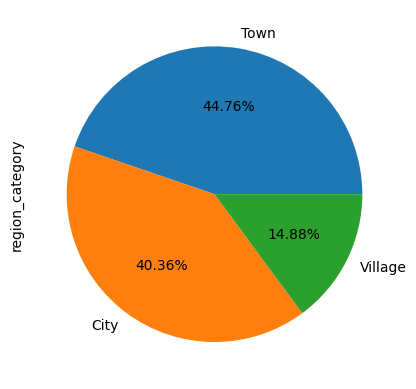 Town
44.76%
region_category
14.88%
40.36%
Village
City